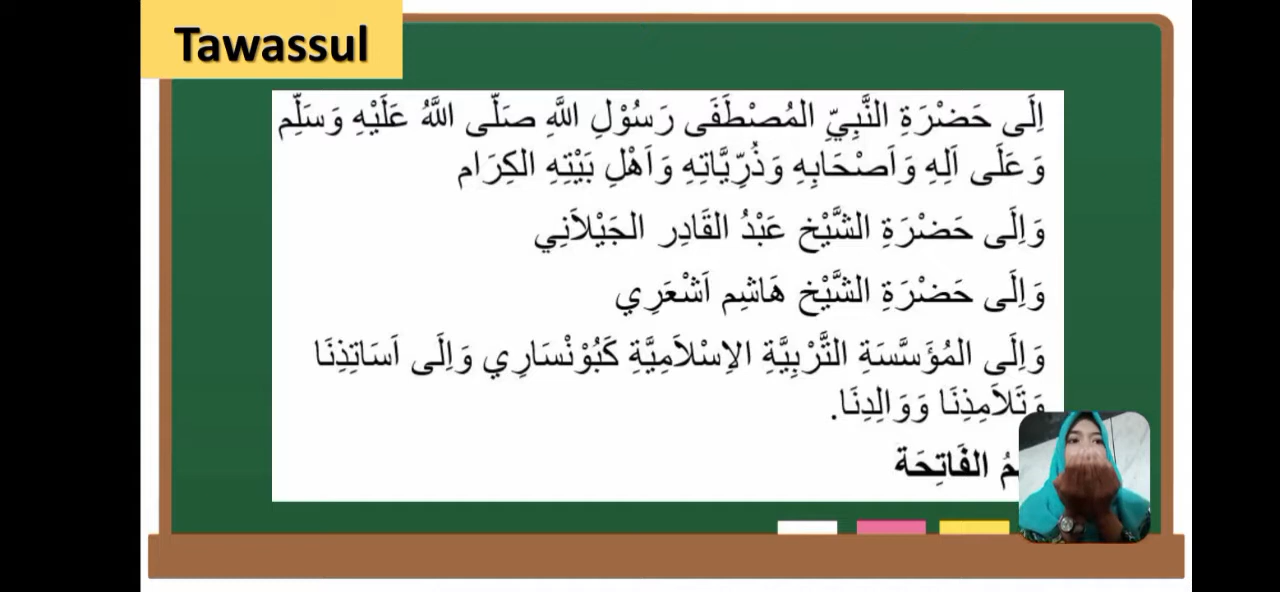 Tawassul
اِلَى حَضْرَةِ النَّبِيِّ المُصْطَفَى رَسُوْلِ اللَّهِ صَلَّى اللَّهُ عَلَيْهِ وَسَلِّم
وَعَلَى اَلِهِ وَاَصْحَابِهِ وَذُرِّيَّاتِهِ وَاَهْلِ بَيْتِهِ الكِرَام
وَاِلَى حَضْرَةِ الشَّيْخ عَبْدُ القَادِر الجَيْلاَنِي
وَاِلَى حَضْرَةِ الشَّيْخ هَاشِم اَشْعَرِي
وَاِلَى المُؤَسَّسَةِ التَّرْبِيَّةِ الاِسْلاَمِيَّةِ كَبُوْنْسَارِي وَاِلَى اَسَاتِذِنَا
وَتَلاَمِذِنَا وَوَالِدِنَا.
الفَاتِحَة